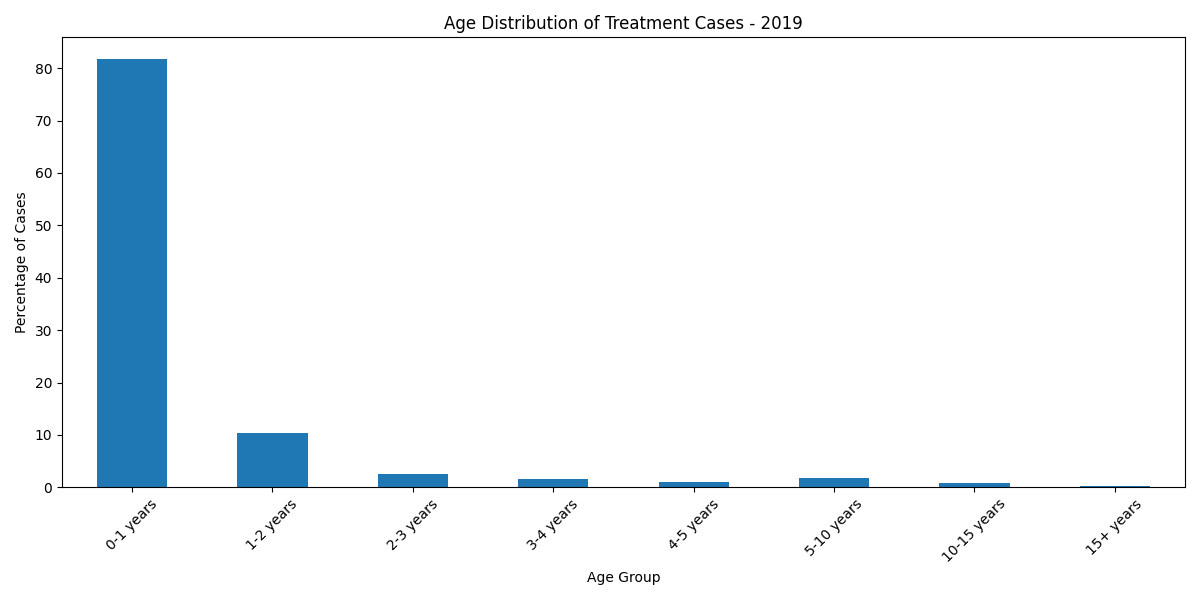 Age Distribution of Treatment Cases - 2019
Percentage of Cases
80
70
60
50
40
30
20
10
0
0-1 years
1-2 years
2-3 years
3-4 years
4-5 years
5-10 years
10-15 years
15+ years
Age Group